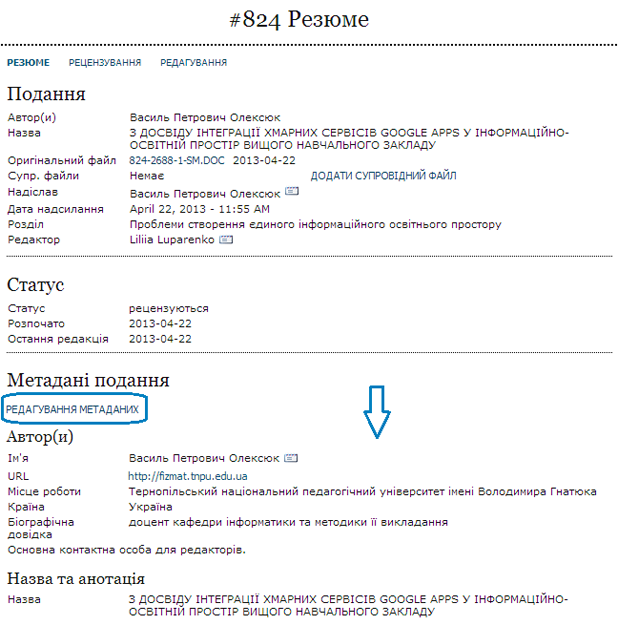 #824 Резюме
РЕЗЮМЕ РЕЦЕНЗУВАННЯ РЕДАГУВАННЯ
Подання
Автор(и) Василь Петрович Олексюк
Назва З ДОСВІДУ ІНТЕГРАЦІЇ ХМАРНИХ СЕРВІСІВ GOOGLE APPS У ІНФОРМАЦІЙНО-
ОСВІТНІЙ ПРОСТІР ВИЩОГО НАВЧАЛЬНОГО ЗАКЛАДУ
Оригінальний файл 824-2688-1-SM.DOC 2013-04-22
Супр. файли Немає ДОДАТИ СУПРОВІДНИЙ ФАЙЛ
Надіслав Василь Петрович Олексюк
Дата надсилання April 22, 2013 - 11:55 AM
Розділ Проблеми створення єдиного інформаційного освітнього простору
Редактор Liliia Luparenko
Статус
Статус рецензуються
Розпочато 2013-04-22
Остання редакція 2013-04-22
Метадані подання
РЕДАГУВАННЯ МЕТАДАНИХ
Автор(и)
Ім'я Василь Петрович Олексюк
URL http://fizmat.tnpu.edu.ua
Місце роботи Тернопільський національний педагогічний університет імені Володимира Гнатюка
Країна Україна
Біографічна доцент кафедри інформатики та методики її викладання
довідка
Основна контактна особа для редакторів.
Назва та анотація
Назва З ДОСВІДУ ІНТЕГРАЦІЇ ХМАРНИХ СЕРВІСІВ GOOGLE APPS У ІНФОРМАЦІЙНО-
ОСВІТНІЙ ПРОСТІР ВИЩОГО НАВЧАЛЬНОГО ЗАКЛАДУ